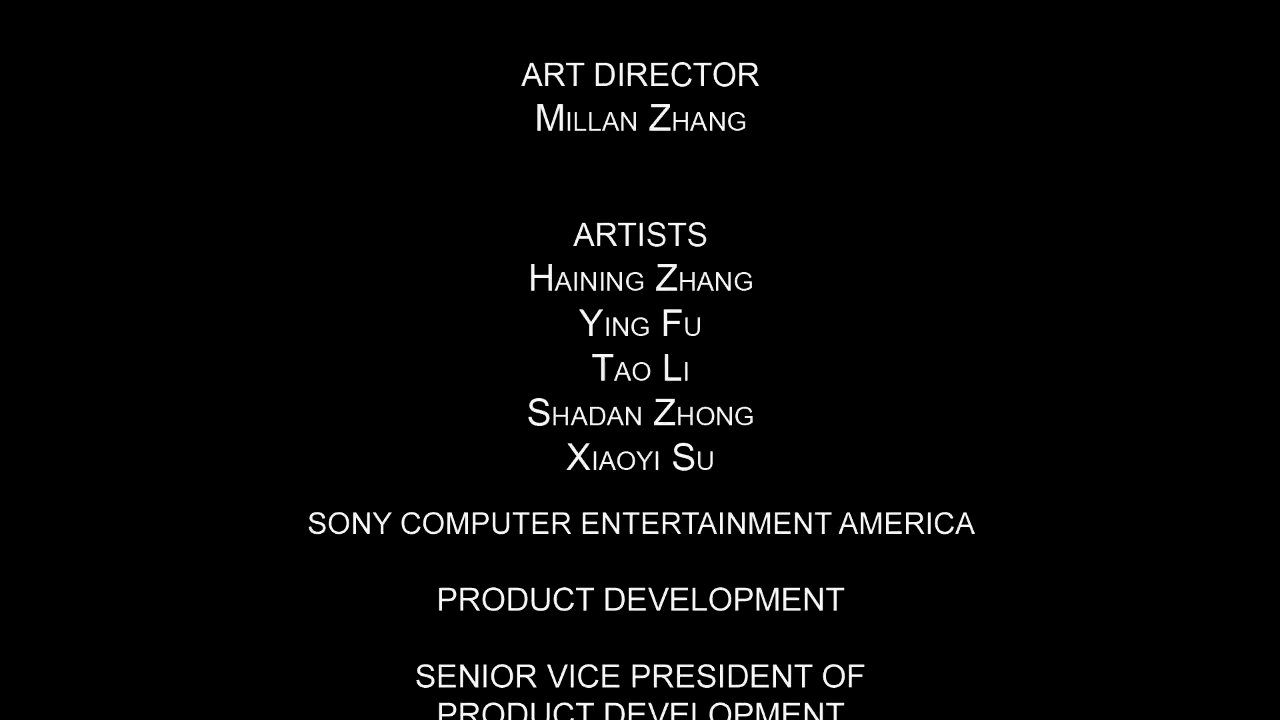 ART DIRECTOR
Millan Zhang
ARTISTS
Haining Zhang
Ying Fu
Tao Li
Shadan Zhong
Xiaoyi Su
SONY COMPUTER ENTERTAINMENT AMERICA
PRODUCT DEVELOPMENT
SENIOR VICE PRESIDENT OF
PRODUCT DEVELOPMENT